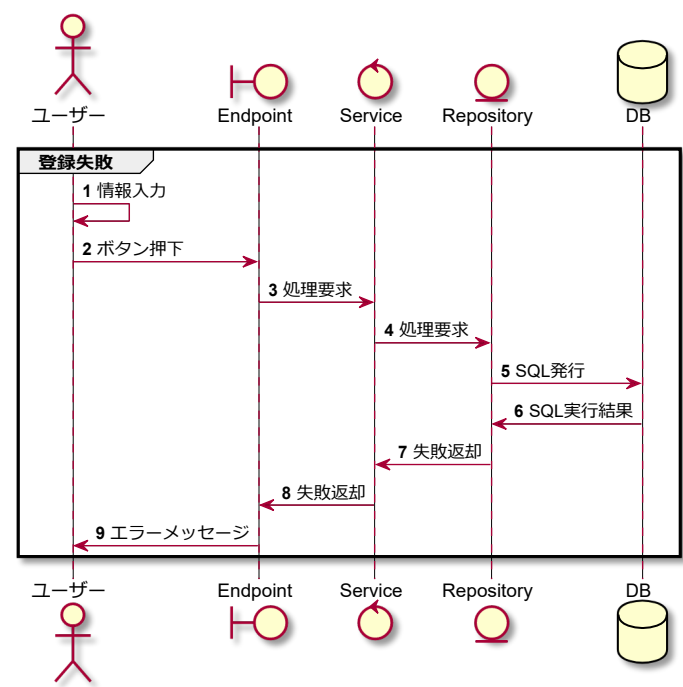 ユーザー Endpoint Service Repository DB
登録失敗
1 情報入力
2 ボタン押下
3 処理要求
4 処理要求
5 SQL発行
6 SQL実行結果
7 失敗返却
8 失敗返却
9 エラーメッセージ
ユーザー Endpoint Service Repository DB